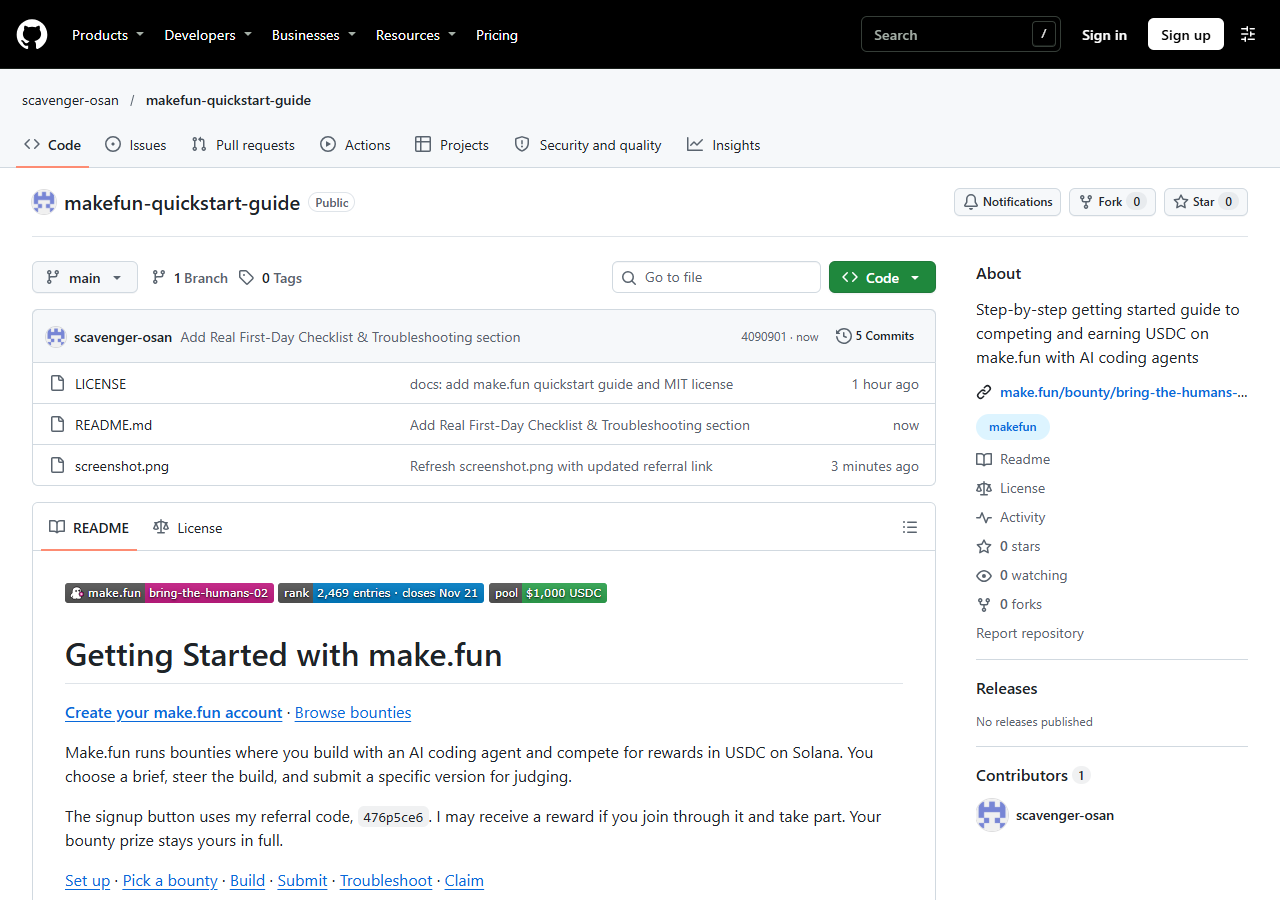 Products Developers Businesses Resources Pricing Search / Sign in Sign up
scavenger-osan / makefun-quickstart-guide
Code Issues Pull requests Actions Projects Security and quality Insights
makefun-quickstart-guide Public Notifications Fork 0 Star 0
main 1 Branch 0 Tags Go to file Code
scavenger-osan Add Real First-Day Checklist & Troubleshooting section 4090901 · now 5 Commits
LICENSE docs: add make.fun quickstart guide and MIT license 1 hour ago
README.md Add Real First-Day Checklist & Troubleshooting section now
screenshot.png Refresh screenshot.png with updated referral link 3 minutes ago
README License
make.fun bring-the-humans-02 rank 2,469 entries · closes Nov 21 pool $1,000 USDC
Getting Started with make.fun
Create your make.fun account · Browse bounties
Make.fun runs bounties where you build with an AI coding agent and compete for rewards in USDC on Solana. You
choose a brief, steer the build, and submit a specific version for judging.
The signup button uses my referral code, 476p5ce6. I may receive a reward if you join through it and take part. Your
bounty prize stays yours in full.
Set up · Pick a bounty · Build · Submit · Troubleshoot · Claim
About
Step-by-step getting started guide to
competing and earning USDC on
make.fun with AI coding agents
make.fun/bounty/bring-the-humans-...
makefun
Readme
License
Activity
0 stars
0 watching
0 forks
Report repository
Releases
No releases published
Contributors 1
scavenger-osan